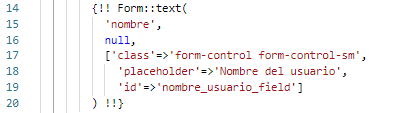 14 {!! Form::text(
15 'nombre',
16 null,
17 ['class'=>'form-control form-control-sm',
18 'placeholder'=>'Nombre del usuario',
19 'id'=>'nombre_usuario_field']
20 ) !!}